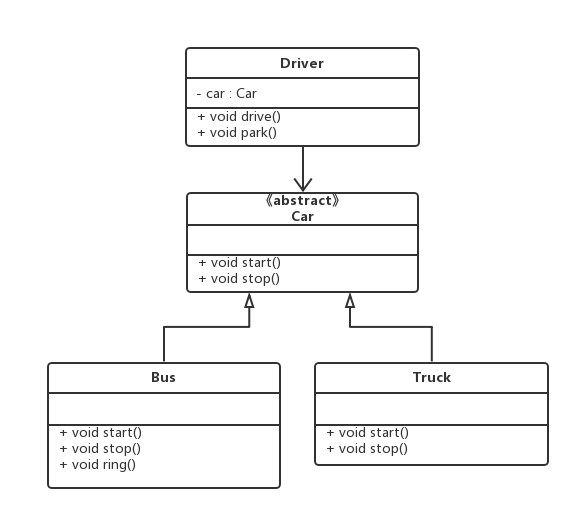 Driver
- car : Car
+ void drive()
+ void park()
《abstract》
Car
+ void start()
+ void stop()
Bus
+ void start()
+ void stop()
+ void ring()
Truck
+ void start()
+ void stop()